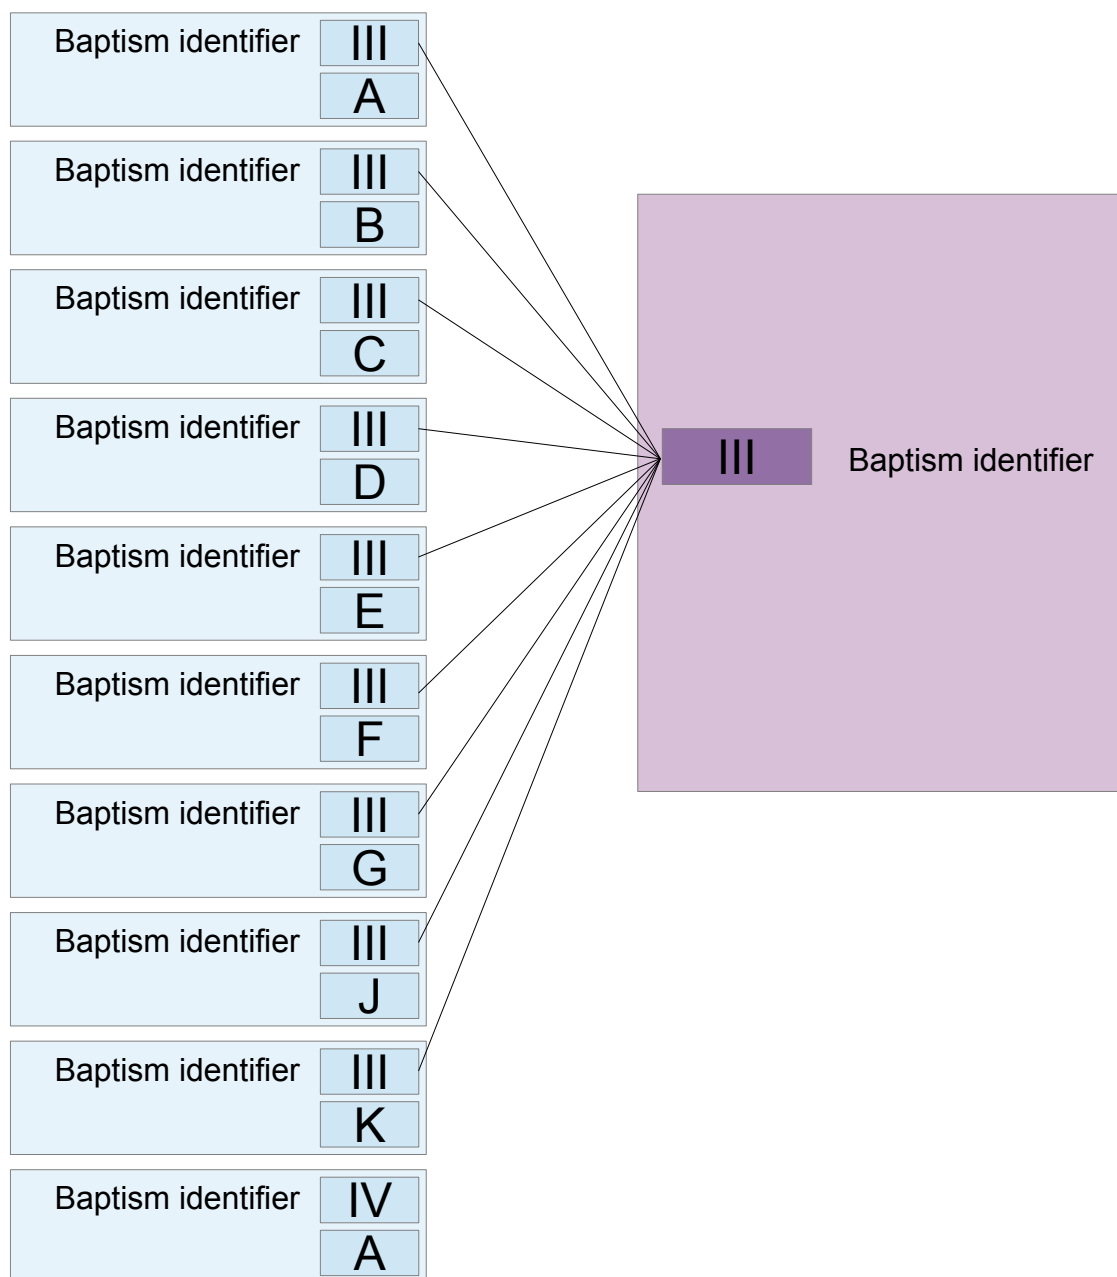 Baptism identifier III
A
Baptism identifier III
B
Baptism identifier III
C
Baptism identifier III
D
Baptism identifier III
E
Baptism identifier III
F
Baptism identifier III
G
Baptism identifier III
J
Baptism identifier III
K
Baptism identifier IV
A
III Baptism identifier